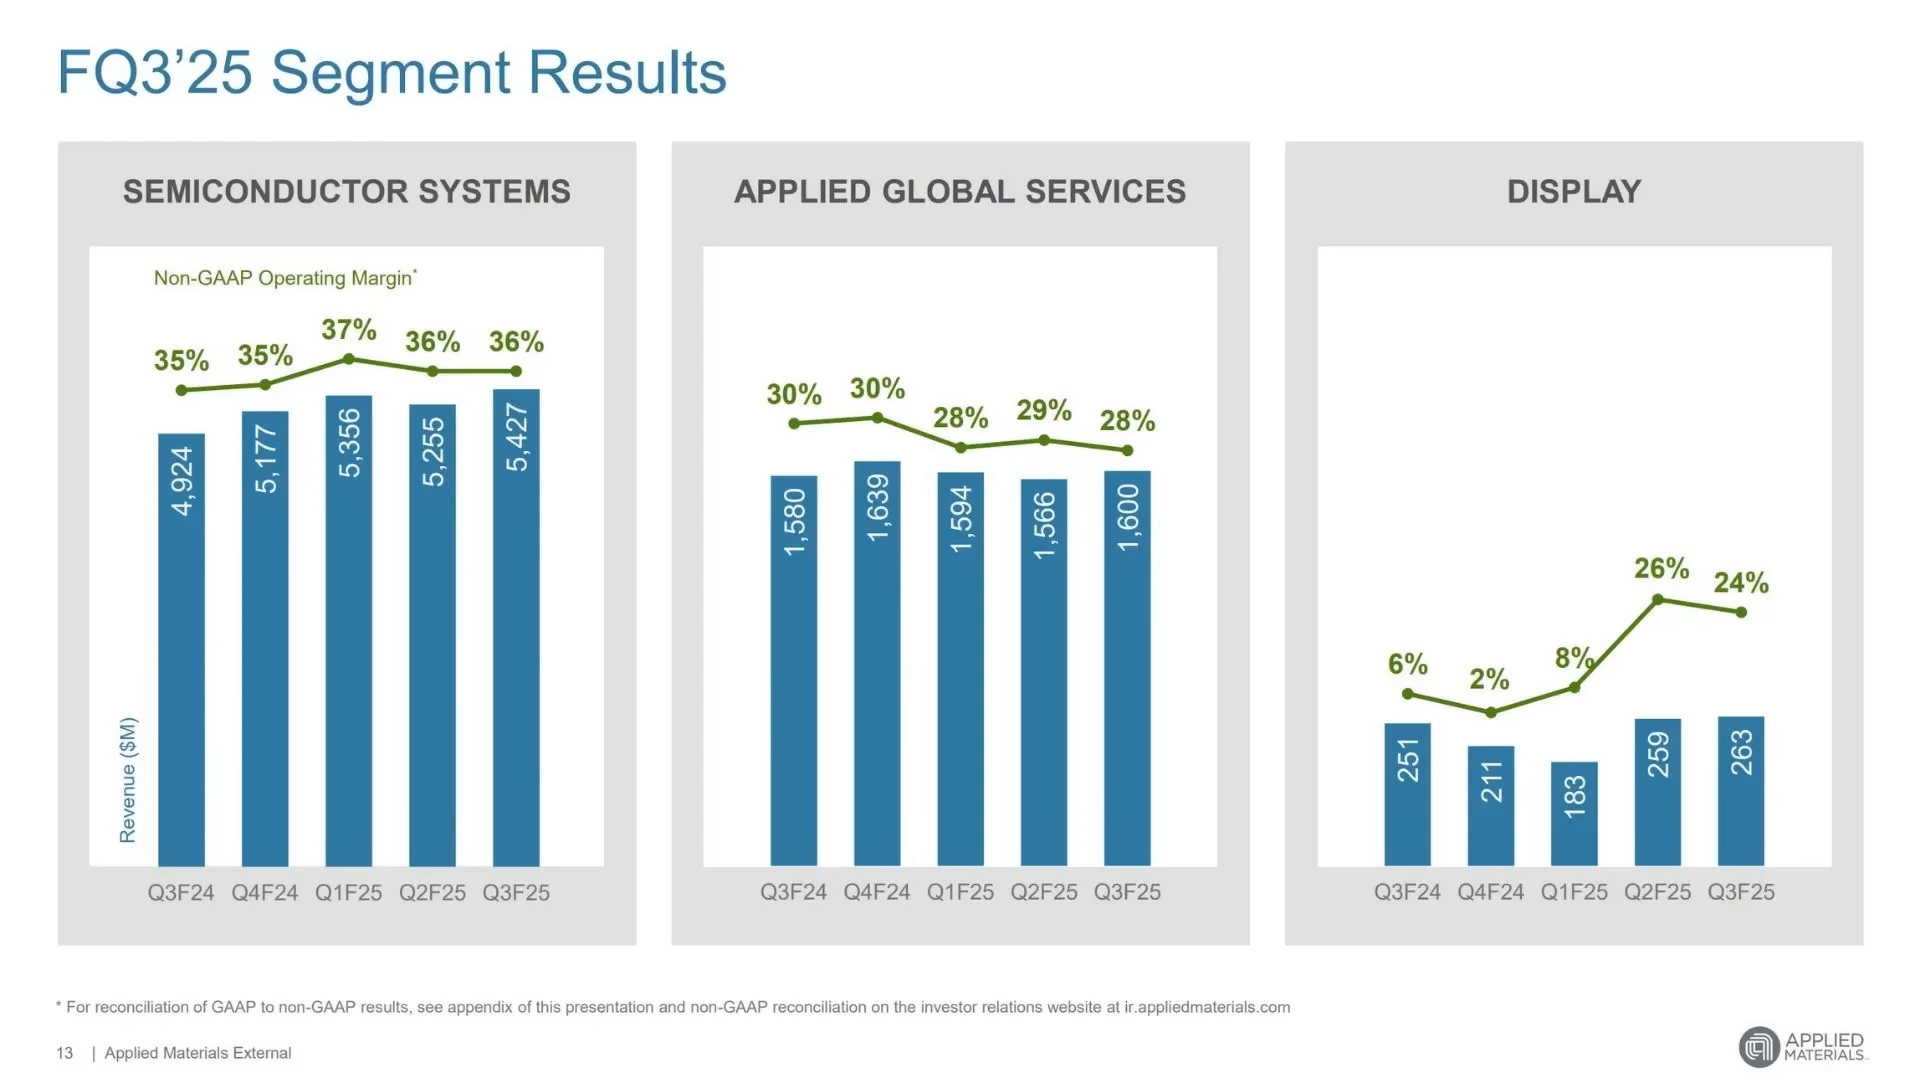 FQ3’25 Segment Results
SEMICONDUCTOR SYSTEMS
Non-GAAP Operating Margin*
35% 35% 37% 36% 36%
4,924 5,177 5,356 5,255 5,427
Revenue ($M)
Q3F24 Q4F24 Q1F25 Q2F25 Q3F25
APPLIED GLOBAL SERVICES
30% 30% 28% 29% 28%
1,580 1,639 1,594 1,566 1,600
Q3F24 Q4F24 Q1F25 Q2F25 Q3F25
DISPLAY
6% 2% 8% 26% 24%
251 211 183 259 263
Q3F24 Q4F24 Q1F25 Q2F25 Q3F25
* For reconciliation of GAAP to non-GAAP results, see appendix of this presentation and non-GAAP reconciliation on the investor relations website at ir.appliedmaterials.com
13 | Applied Materials External
APPLIED
MATERIALS